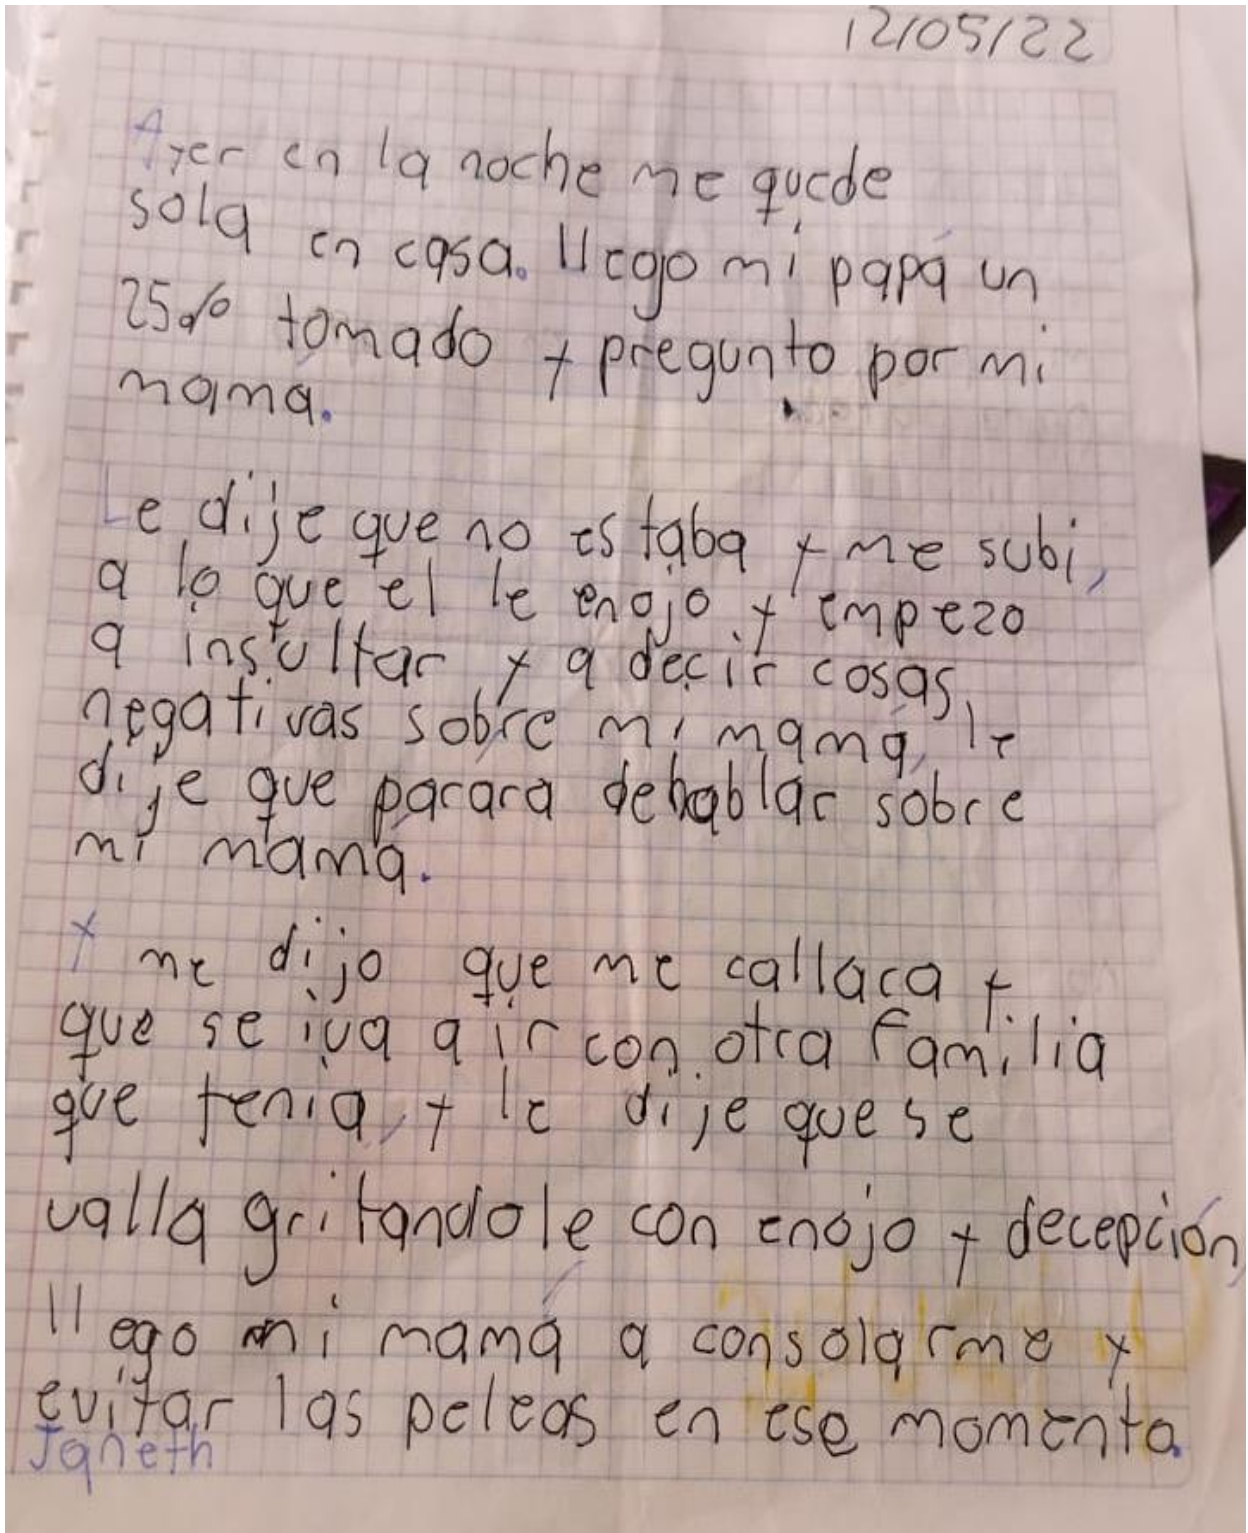 12/05/22
Ayer en la noche me quede
sola en casa. llego mi papá un
25% tomado y pregunto por mi
mama.
Le dije que no estaba y me subi,
a lo que el le enojo y empezo
a insultar y a decir cosas
negativas sobre mi mamá, le
dije que parara de hablar sobre
mi mamá.
Y me dijo que me callara y
que se iva a ir con otra familia
que tenia, y le dije que se
valla gritandole con enojo y decepción,
llego mi mamá a consolarme y
evitar las peleas en ese momento.
Janeth